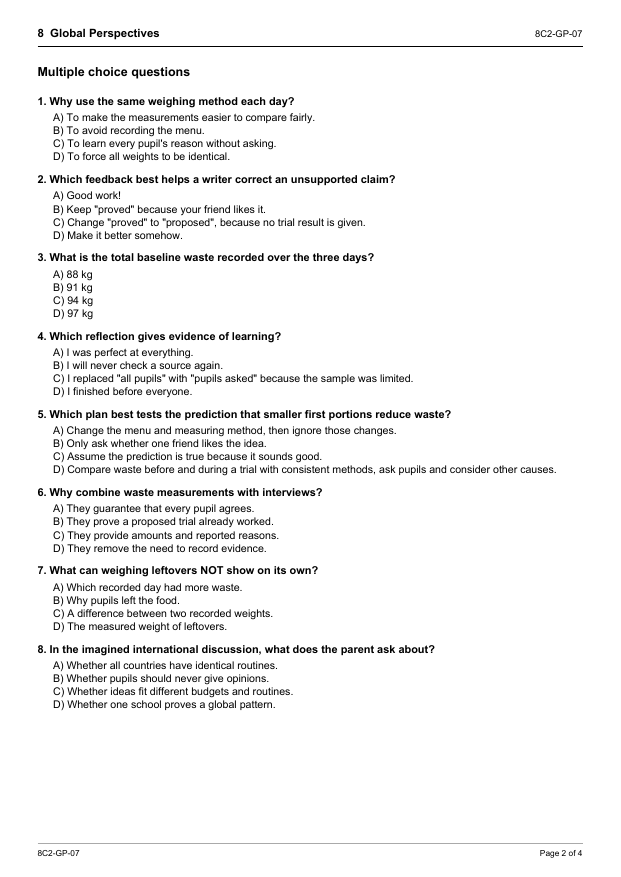 8 Global Perspectives
8C2-GP-07
Multiple choice questions
1. Why use the same weighing method each day?
A) To make the measurements easier to compare fairly.
B) To avoid recording the menu.
C) To learn every pupil's reason without asking.
D) To force all weights to be identical.
2. Which feedback best helps a writer correct an unsupported claim?
A) Good work!
B) Keep "proved" because your friend likes it.
C) Change "proved" to "proposed", because no trial result is given.
D) Make it better somehow.
3. What is the total baseline waste recorded over the three days?
A) 88 kg
B) 91 kg
C) 94 kg
D) 97 kg
4. Which reflection gives evidence of learning?
A) I was perfect at everything.
B) I will never check a source again.
C) I replaced "all pupils" with "pupils asked" because the sample was limited.
D) I finished before everyone.
5. Which plan best tests the prediction that smaller first portions reduce waste?
A) Change the menu and measuring method, then ignore those changes.
B) Only ask whether one friend likes the idea.
C) Assume the prediction is true because it sounds good.
D) Compare waste before and during a trial with consistent methods, ask pupils and consider other causes.
6. Why combine waste measurements with interviews?
A) They guarantee that every pupil agrees.
B) They prove a proposed trial already worked.
C) They provide amounts and reported reasons.
D) They remove the need to record evidence.
7. What can weighing leftovers NOT show on its own?
A) Which recorded day had more waste.
B) Why pupils left the food.
C) A difference between two recorded weights.
D) The measured weight of leftovers.
8. In the imagined international discussion, what does the parent ask about?
A) Whether all countries have identical routines.
B) Whether pupils should never give opinions.
C) Whether ideas fit different budgets and routines.
D) Whether one school proves a global pattern.
8C2-GP-07
Page 2 of 4